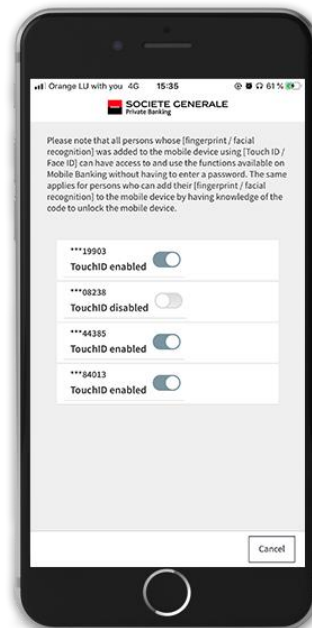 Orange LU with you 4G 15:35 61 %
SOCIETE GENERALE
Private Banking
Please note that all persons whose [fingerprint / facial
recognition] was added to the mobile device using [Touch ID /
Face ID] can have access to and use the functions available on
Mobile Banking without having to enter a password. The same
applies for persons who can add their [fingerprint / facial
recognition] to the mobile device by having knowledge of the
code to unlock the mobile device.
***19903
TouchID enabled
***08238
TouchID disabled
***44385
TouchID enabled
***84013
TouchID enabled
Cancel